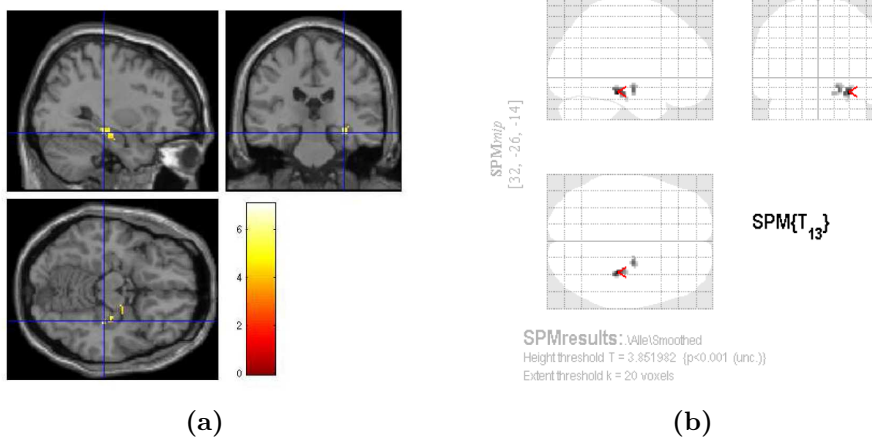 6
4
2
0
(a)
SPMmip
[32, -26, -14]
SPM{T13}
SPMresults: .\Alle\Smoothed
Height threshold T = 3.851982 {p<0.001 (unc.)}
Extent threshold k = 20 voxels
(b)